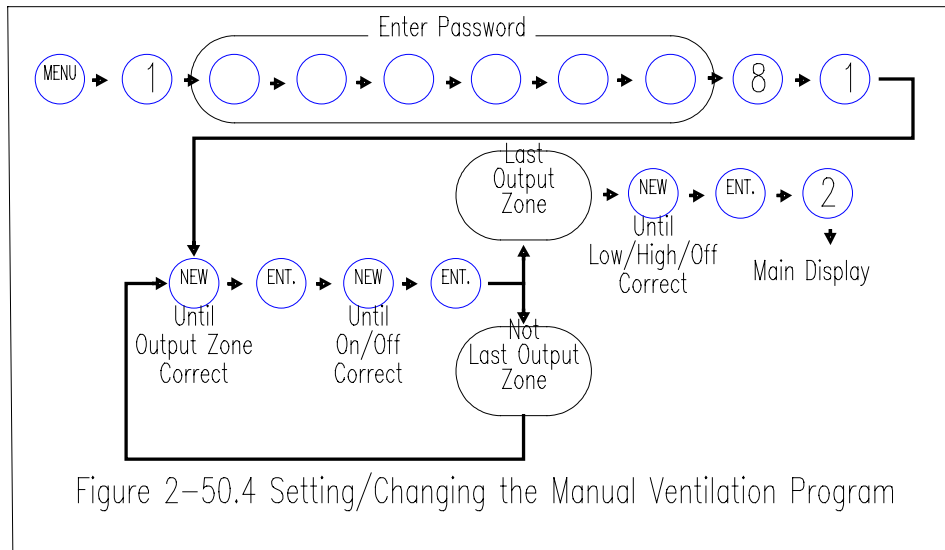 Enter Password
MENU 1 8 1
Last
Output
Zone
NEW ENT. 2
Until
Low/High/Off
Correct
Main Display
NEW ENT. NEW ENT.
Until
Output Zone
Correct
Until
On/Off
Correct
Not
Last Output
Zone
Figure 2-50.4 Setting/Changing the Manual Ventilation Program